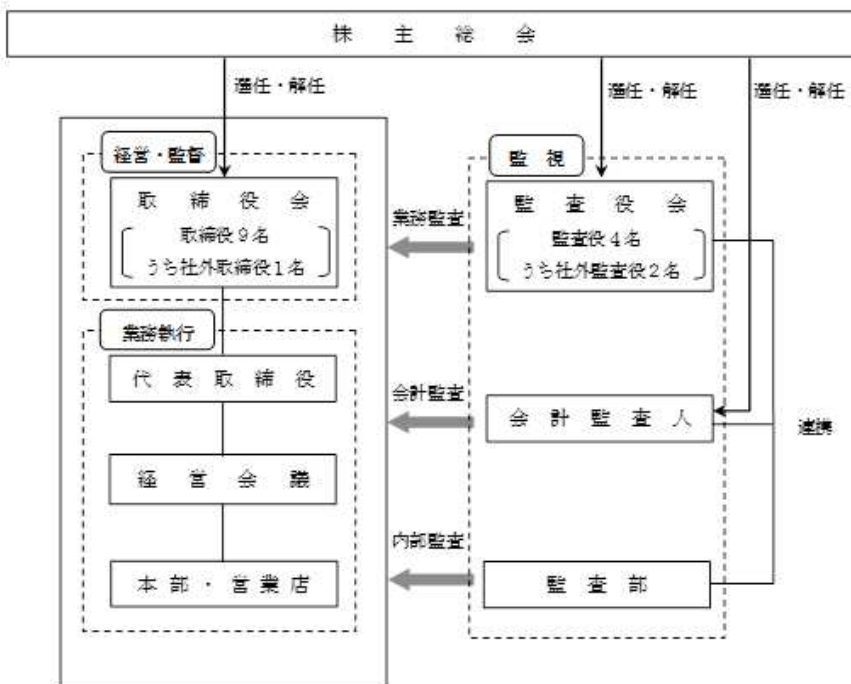 株主総会
選任・解任
選任・解任
選任・解任
経営・監督
取締役会
取締役9名
うち社外取締役1名
業務執行
代表取締役
経営会議
本部・営業店
業務監査
会計監査
内部監査
監視
監査役会
監査役4名
うち社外監査役2名
会計監査人
監査部
連携